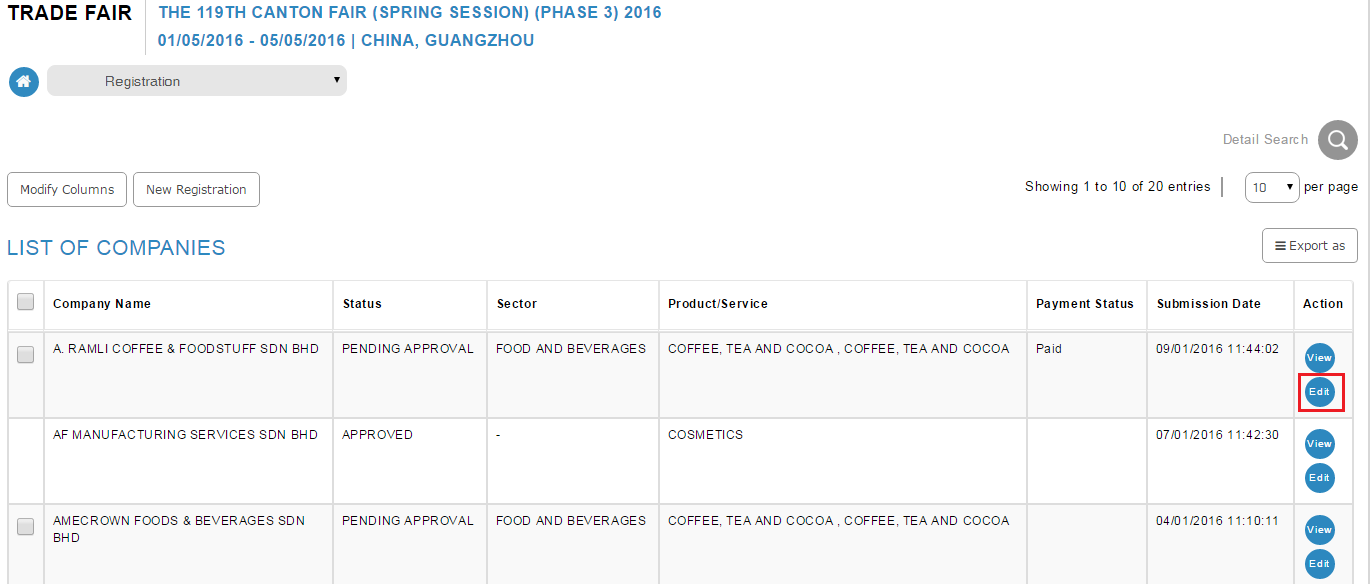 TRADE FAIR
THE 119TH CANTON FAIR (SPRING SESSION) (PHASE 3) 2016
01/05/2016 - 05/05/2016 | CHINA, GUANGZHOU
Registration
Detail Search
Modify Columns
New Registration
Showing 1 to 10 of 20 entries
10
per page
LIST OF COMPANIES
Export as
Company Name
Status
Sector
Product/Service
Payment Status
Submission Date
Action
A. RAMLI COFFEE & FOODSTUFF SDN BHD
PENDING APPROVAL
FOOD AND BEVERAGES
COFFEE, TEA AND COCOA , COFFEE, TEA AND COCOA
Paid
09/01/2016 11:44:02
View
Edit
AF MANUFACTURING SERVICES SDN BHD
APPROVED
-
COSMETICS
07/01/2016 11:42:30
View
Edit
AMECROWN FOODS & BEVERAGES SDN
BHD
PENDING APPROVAL
FOOD AND BEVERAGES
COFFEE, TEA AND COCOA , COFFEE, TEA AND COCOA
04/01/2016 11:10:11
View
Edit